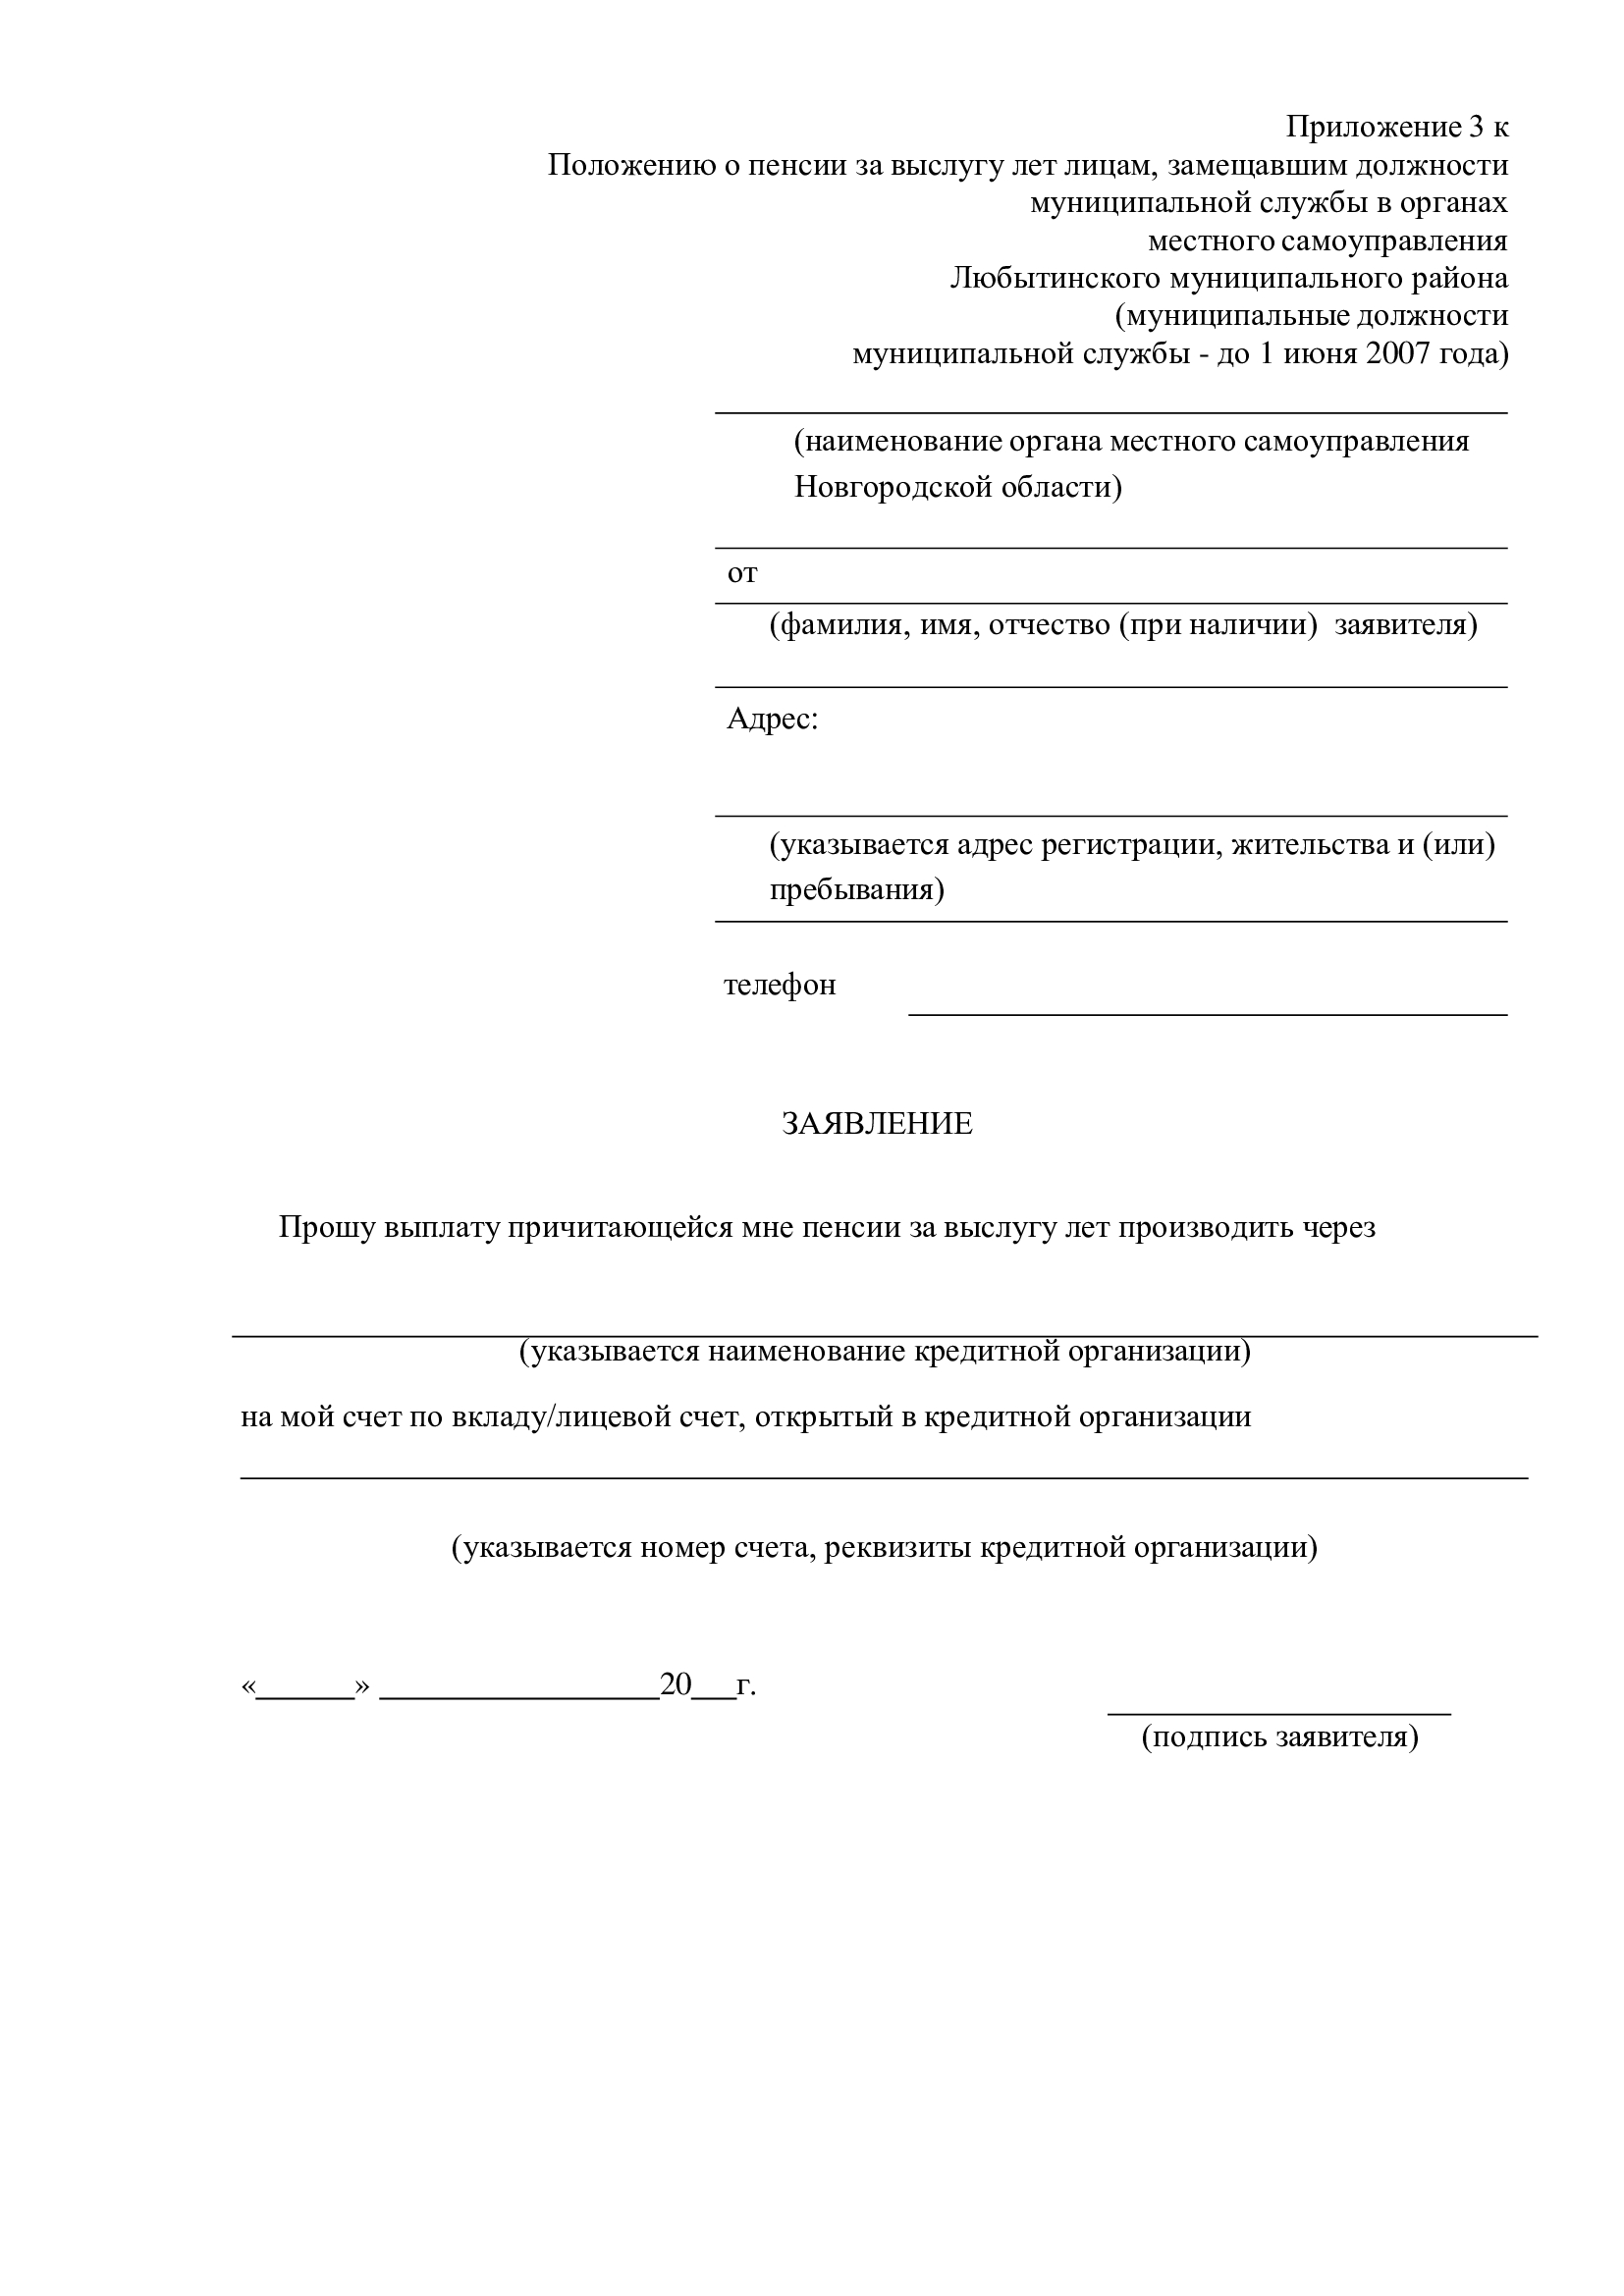 Приложение 3 к
Положению о пенсии за выслугу лет лицам, замещавшим должности
муниципальной службы в органах
местного самоуправления
Любытинского муниципального района
(муниципальные должности
муниципальной службы - до 1 июня 2007 года)
(наименование органа местного самоуправления
Новгородской области)
от
(фамилия, имя, отчество (при наличии) заявителя)
Адрес:
(указывается адрес регистрации, жительства и (или)
пребывания)
телефон
ЗАЯВЛЕНИЕ
Прошу выплату причитающейся мне пенсии за выслугу лет производить через
(указывается наименование кредитной организации)
на мой счет по вкладу/лицевой счет, открытый в кредитной организации
(указывается номер счета, реквизиты кредитной организации)
«______» _________________20___г.
(подпись заявителя)